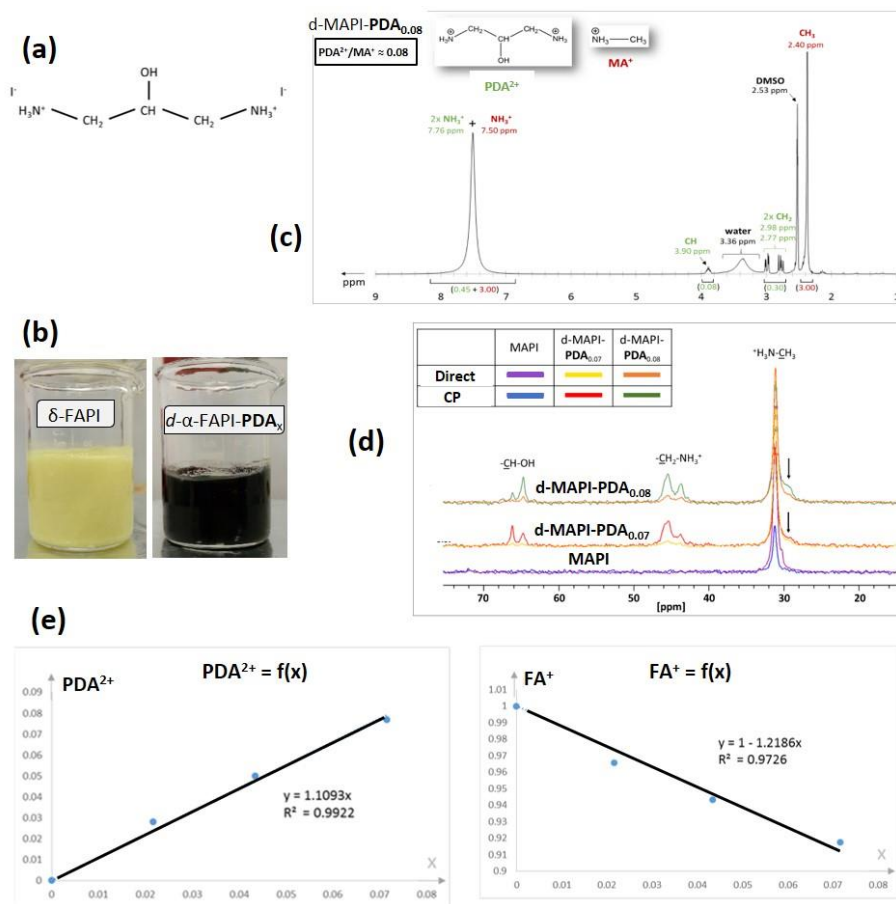 (a)
OH
I⁻
I⁻
H₃N⁺
CH
NH₃⁺
CH₂
CH₂
d-MAPI-PDA₀.₀₈
PDA²⁺/MA⁺ ≈ 0.08
(c)
⊕
NH₃
CH₂
CH
CH₂
⊕
NH₃
OH
PDA²⁺
⊕
NH₃
CH₃
MA⁺
CH₃
2.40 ppm
DMSO
2.53 ppm
2x NH₃⁺
7.76 ppm
+
NH₃⁺
7.50 ppm
2x CH₂
2.98 ppm
2.77 ppm
water
3.36 ppm
CH
3.90 ppm
ppm
9 8 7 6 5 4 3 2 1
(0.45 + 3.00)
(0.08)
(0.30)
(3.00)
(b)
δ-FAPI
d-α-FAPI-PDAₓ
(d)
MAPI d-MAPI-PDA₀.₀₇ d-MAPI-PDA₀.₀₈
Direct
CP
⁺H₃N-CH₃
-CH-OH
-CH₂-NH₃⁺
d-MAPI-PDA₀.₀₈
d-MAPI-PDA₀.₀₇
MAPI
70 60 50 40 30 20
[ppm]
(e)
PDA²⁺
PDA²⁺ = f(x)
0.09
0.08
0.07
0.06
0.05
0.04
0.03
0.02
0.01
0
y = 1.1093x
R² = 0.9922
X
0 0.01 0.02 0.03 0.04 0.05 0.06 0.07 0.08
FA⁺
FA⁺ = f(x)
1.01
1
0.99
0.98
0.97
0.96
0.95
0.94
0.93
0.92
0.91
0.9
y = 1 - 1.2186x
R² = 0.9726
X
0 0.01 0.02 0.03 0.04 0.05 0.06 0.07 0.08